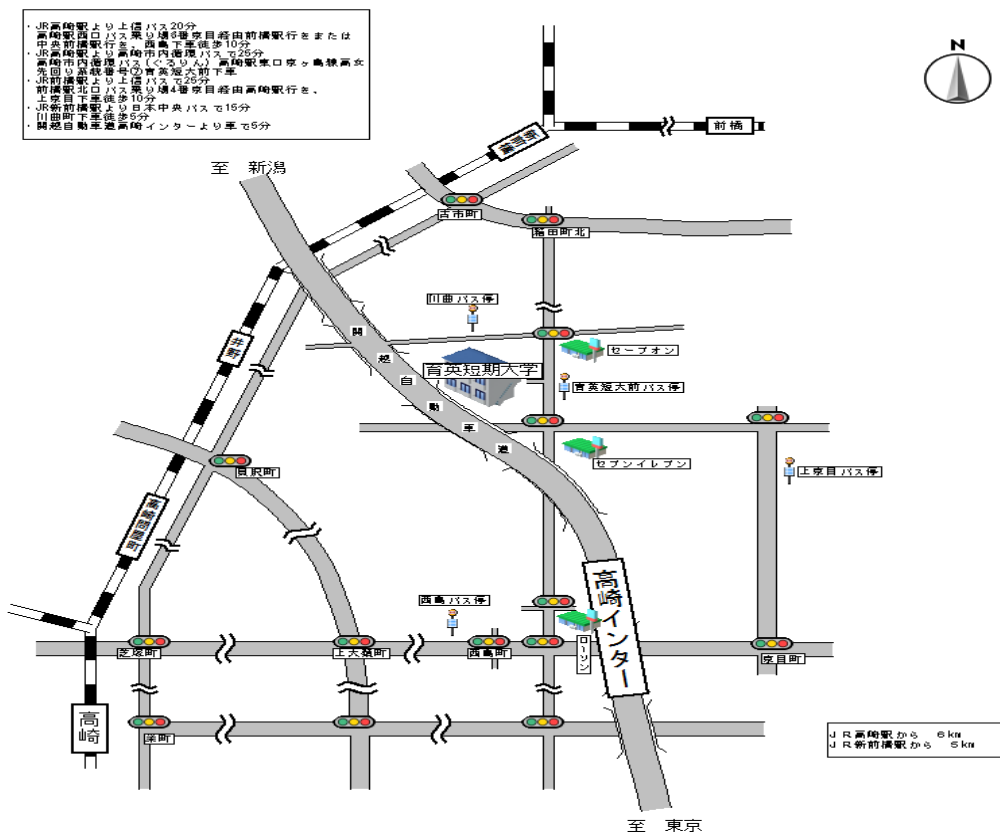 ・JR高崎駅より上信バス20分
高崎駅西口バス乗り場6番京目経由前橋駅行きまたは
中央前橋行き、西島下車徒歩10分
・JR高崎駅より高崎市内循環バスで25分
高崎市内循環バス(ぐるりん) 高崎駅東口京ヶ島線高女
先回り系統番号⑦育英短大前下車
・JR前橋駅より上信バスで25分
前橋駅北口バス乗り場4番京目経由高崎駅行き、
上京目下車徒歩10分
・JR新前橋駅より日本中央バスで15分
川曲町下車徒歩5分
・関越自動車道高崎インターより車で5分
N
前橋
新前橋
至 新潟
古市町
稲田町北
川曲バス停
関越自動車道
井野
セーブオン
育英短期大学
育英短大前バス停
セブンイレブン
上京目バス停
貝沢町
高崎問屋町
高崎インター
西島バス停
ローソン
芝塚町
上大類町
西島町
京目町
高崎
栄町
JR高崎駅から 6km
JR新前橋駅から 5km
至 東京